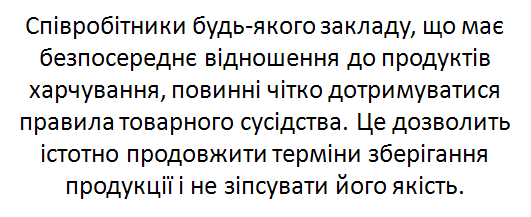 Співробітники будь-якого закладу, що має
безпосереднє відношення до продуктів
харчування, повинні чітко дотримуватися
правила товарного сусідства. Це дозволить
істотно продовжити терміни зберігання
продукції і не зіпсувати його якість.